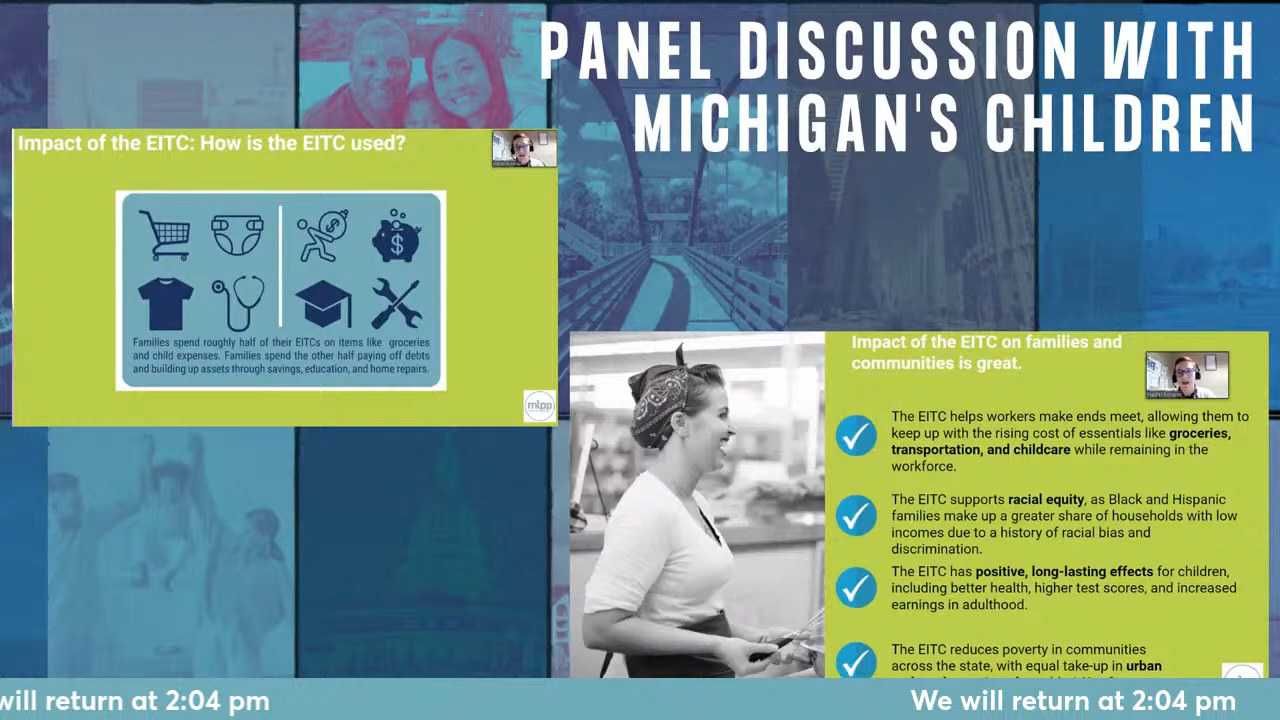 PANEL DISCUSSION WITH
MICHIGAN'S CHILDREN
Impact of the EITC: How is the EITC used?
Families spend roughly half of their EITCs on items like groceries
and child expenses. Families spend the other half paying off debts
and building up assets through savings, education, and home repairs.
mlpp
Impact of the EITC on families and
communities is great.
The EITC helps workers make ends meet, allowing them to
keep up with the rising cost of essentials like groceries,
transportation, and childcare while remaining in the
workforce.
The EITC supports racial equity, as Black and Hispanic
families make up a greater share of households with low
incomes due to a history of racial bias and
discrimination.
The EITC has positive, long-lasting effects for children,
including better health, higher test scores, and increased
earnings in adulthood.
The EITC reduces poverty in communities
across the state, with equal take-up in urban
will return at 2:04 pm
We will return at 2:04 pm